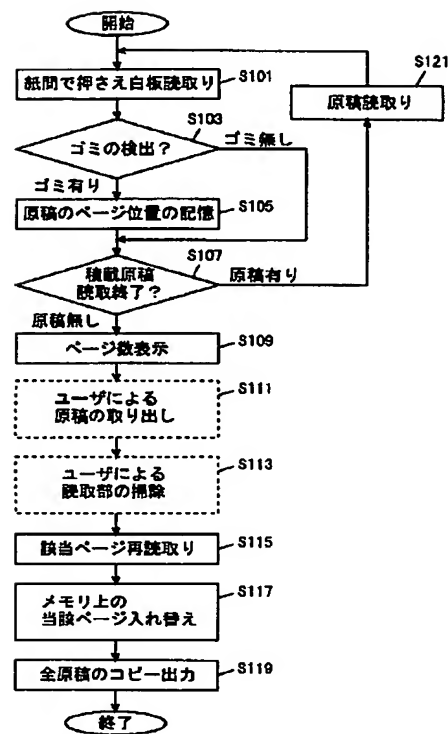 開始
紙間で押さえ白板読取り
S101
S121
原稿読取り
S103
ゴミの検出？
ゴミ無し
ゴミ有り
原稿のページ位置の記憶
S105
S107
積載原稿
読取終了？
原稿有り
原稿無し
ページ数表示
S109
ユーザによる
原稿の取り出し
S111
ユーザによる
読取部の掃除
S113
該当ページ再読取り
S115
メモリ上の
当該ページ入れ替え
S117
全原稿のコピー出力
S119
終了